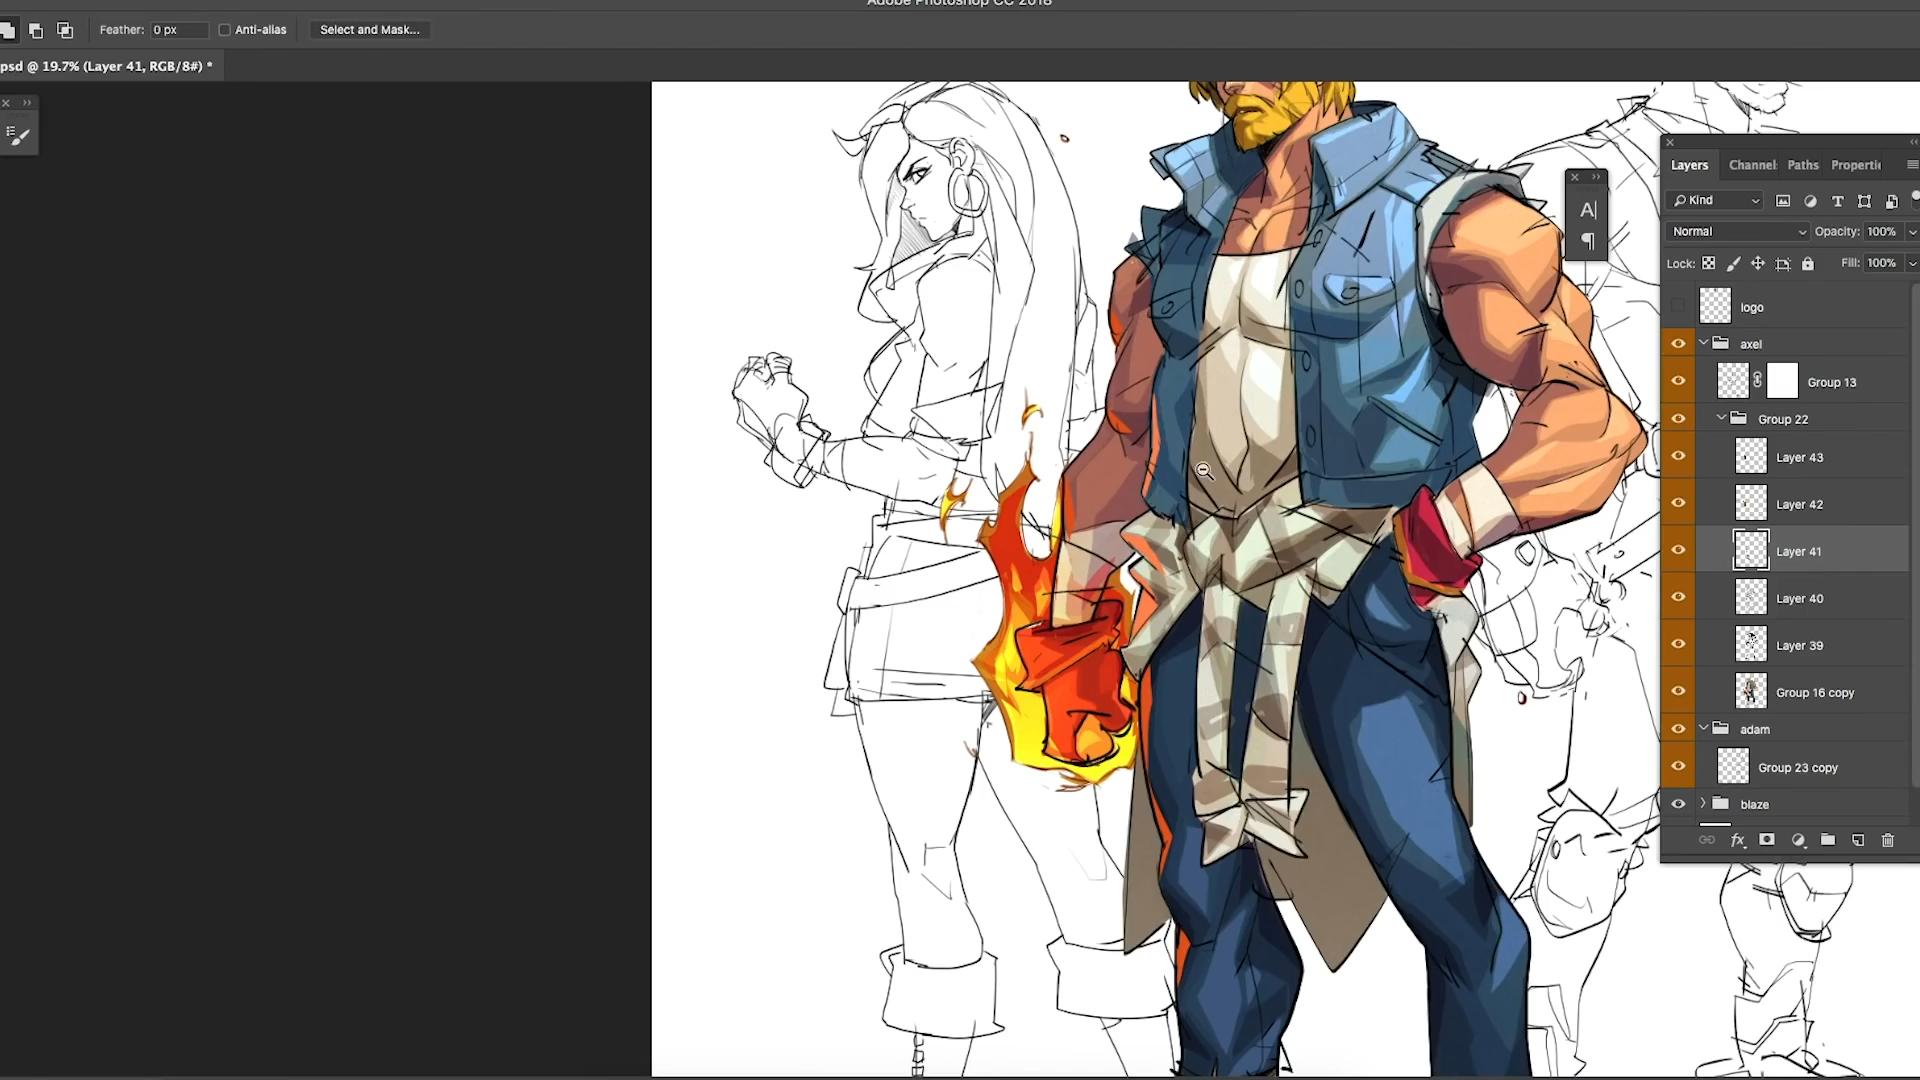 Adobe Photoshop CC 2018
Feather: 0 px
Anti-alias
Select and Mask...
psd @ 19.7% (Layer 41, RGB/8#) *
Layers
Channel
Paths
Properti
Kind
Normal
Opacity: 100%
Lock:
Fill: 100%
logo
axel
Group 13
Group 22
Layer 43
Layer 42
Layer 41
Layer 40
Layer 39
Group 16 copy
adam
Group 23 copy
blaze